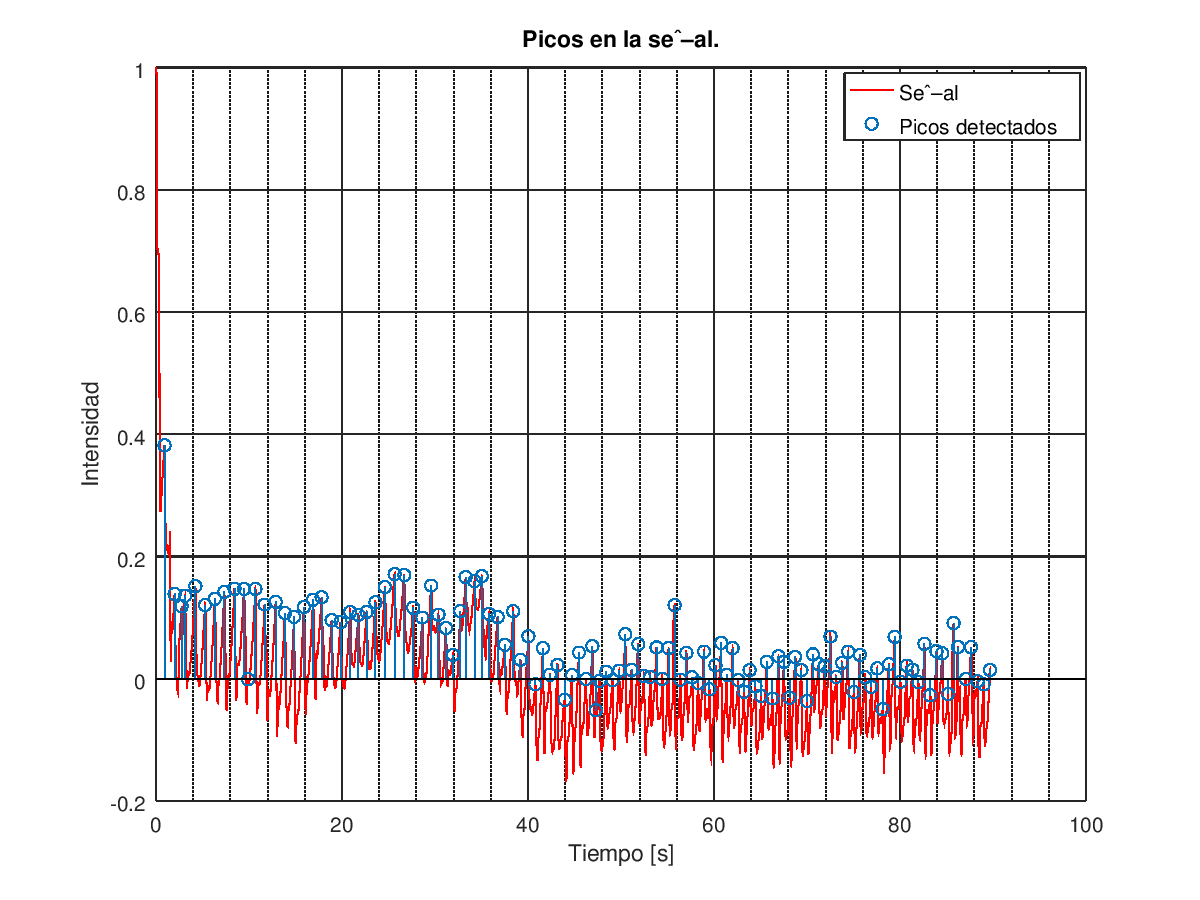 Picos en la seˆ–al.
Seˆ–al
Picos detectados
1
0.8
0.6
0.4
0.2
0
-0.2
Intensidad
0 20 40 60 80 100
Tiempo [s]